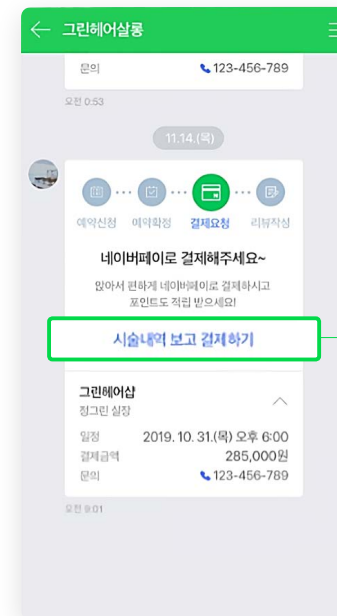 그린헤어살롱
문의 123-456-789
오전 0:53
11.14.(목)
예약신청 예약확정 결제요청 리뷰작성
네이버페이로 결제해주세요~
앉아서 편하게 네이버페이로 결제하시고
포인트도 적립 받으세요!
시술내역 보고 결제하기
그린헤어샵
정그린 실장
일정 2019. 10. 31.(목) 오후 6:00
결제금액 285,000원
문의 123-456-789
오전 9:01